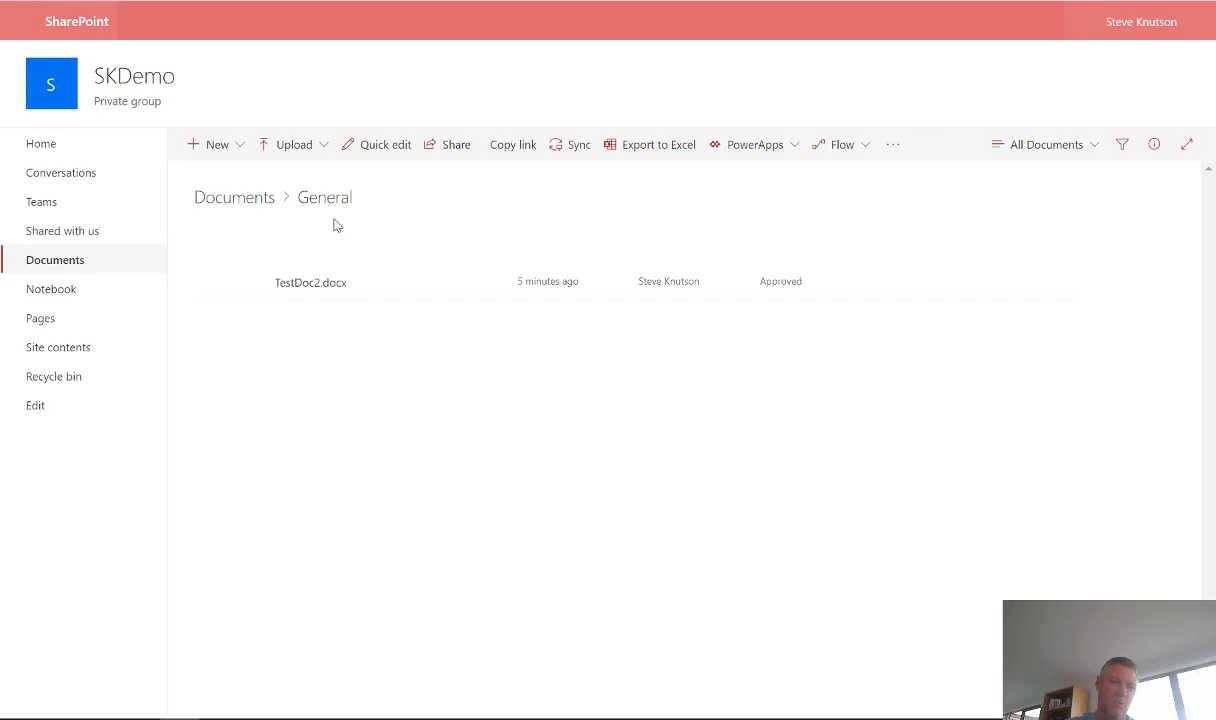 SharePoint
Steve Knutson
S
SKDemo
Private group
Home
Conversations
Teams
Shared with us
Documents
Notebook
Pages
Site contents
Recycle bin
Edit
New Upload Quick edit Share Copy link Sync Export to Excel PowerApps Flow ··· All Documents
Documents > General
TestDoc2.docx 5 minutes ago Steve Knutson Approved